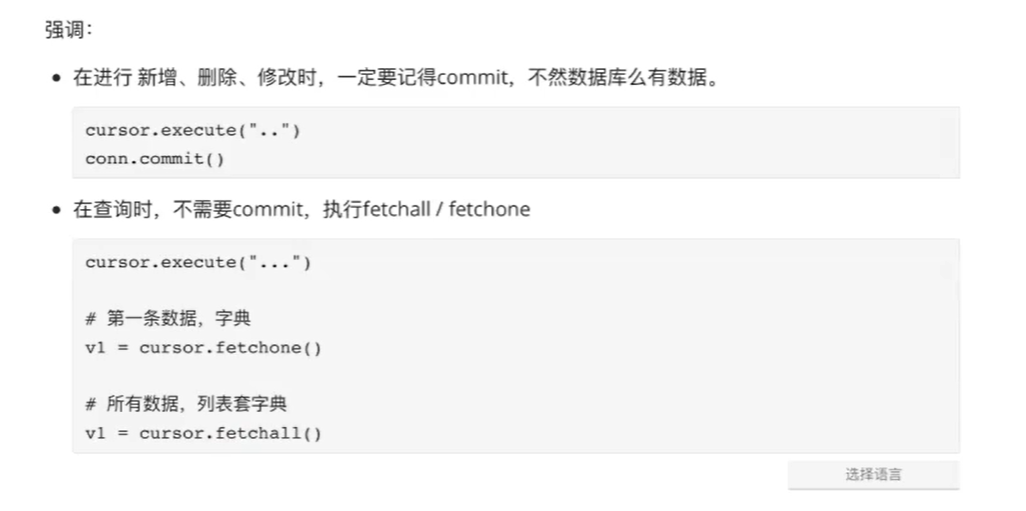 强调：
在进行 新增、删除、修改时，一定要记得commit，不然数据库么有数据。
cursor.execute("..")
conn.commit()
在查询时，不需要commit，执行fetchall / fetchone
cursor.execute("...")
# 第一条数据，字典
v1 = cursor.fetchone()
# 所有数据，列表套字典
v1 = cursor.fetchall()
选择语言